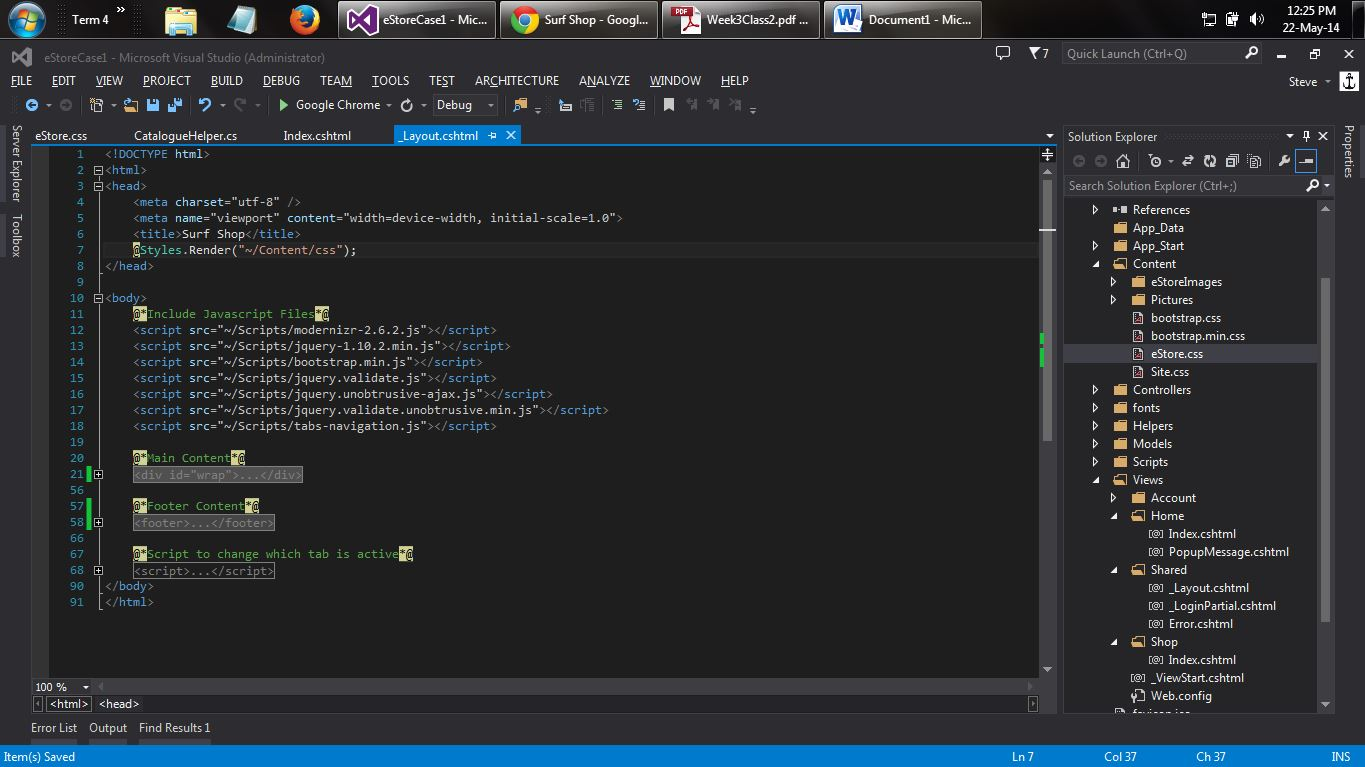 Term 4 » eStoreCase1 - Mic... Surf Shop - Googl... Week3Class2.pdf ... Document1 - Mic... 12:25 PM
22-May-14
eStoreCase1 - Microsoft Visual Studio (Administrator) 7 Quick Launch (Ctrl+Q)
FILE EDIT VIEW PROJECT BUILD DEBUG TEAM TOOLS TEST ARCHITECTURE ANALYZE WINDOW HELP Steve
Google Chrome Debug
Server Explorer
Toolbox
eStore.css CatalogueHelper.cs Index.cshtml _Layout.cshtml
1 <!DOCTYPE html>
2 <html>
3 <head>
4 <meta charset="utf-8" />
5 <meta name="viewport" content="width=device-width, initial-scale=1.0">
6 <title>Surf Shop</title>
7 @Styles.Render("~/Content/css");
8 </head>
9
10 <body>
11 @*Include Javascript Files*@
12 <script src="~/Scripts/modernizr-2.6.2.js"></script>
13 <script src="~/Scripts/jquery-1.10.2.min.js"></script>
14 <script src="~/Scripts/bootstrap.min.js"></script>
15 <script src="~/Scripts/jquery.validate.js"></script>
16 <script src="~/Scripts/jquery.unobtrusive-ajax.js"></script>
17 <script src="~/Scripts/jquery.validate.unobtrusive.min.js"></script>
18 <script src="~/Scripts/tabs-navigation.js"></script>
19
20 @*Main Content*@
21 <div id="wrap">...</div>
56
57 @*Footer Content*@
58 <footer>...</footer>
66
67 @*Script to change which tab is active*@
68 <script>...</script>
90 </body>
91 </html>
100 %
<html> <head>
Solution Explorer
Search Solution Explorer (Ctrl+;)
References
App_Data
App_Start
Content
eStoreImages
Pictures
bootstrap.css
bootstrap.min.css
eStore.css
Site.css
Controllers
fonts
Helpers
Models
Scripts
Views
Account
Home
Index.cshtml
PopupMessage.cshtml
Shared
_Layout.cshtml
_LoginPartial.cshtml
Error.cshtml
Shop
Index.cshtml
_ViewStart.cshtml
Web.config
Properties
Error List Output Find Results 1
Item(s) Saved Ln 7 Col 37 Ch 37 INS